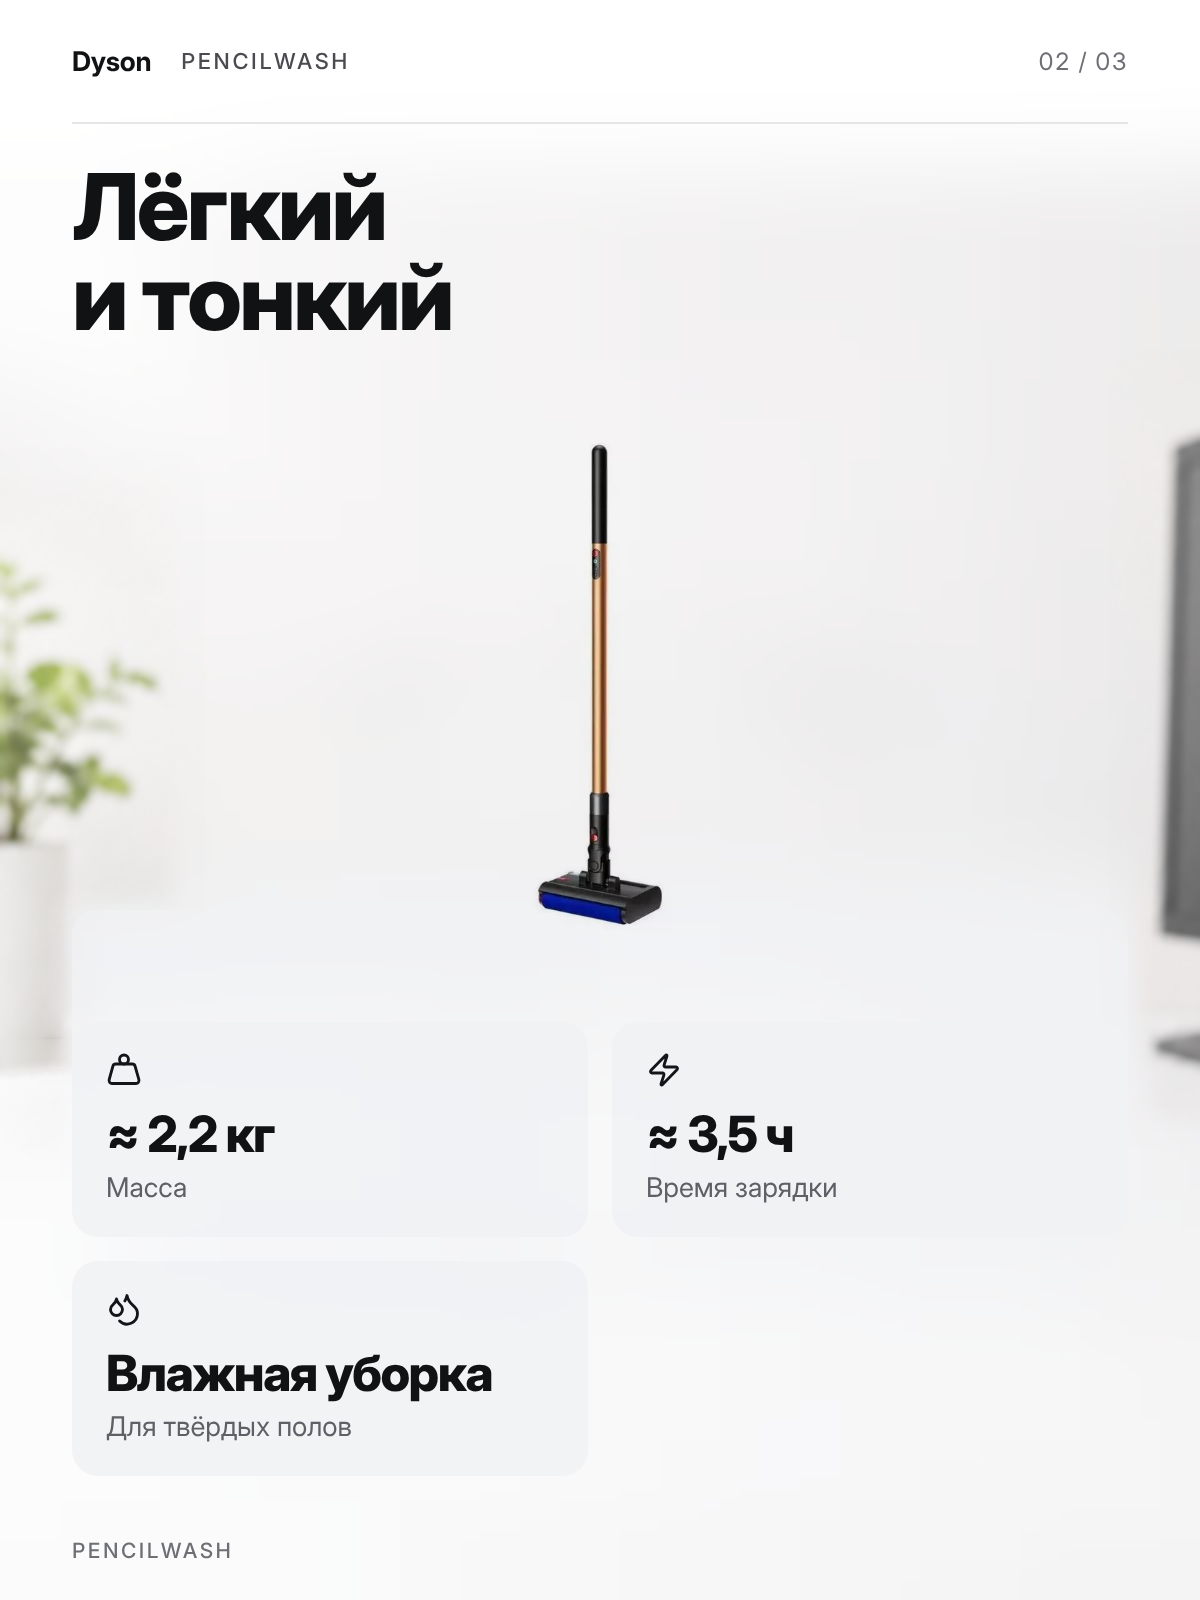 Dyson PENCILWASH 02 / 03
Лёгкий
и тонкий
≈ 2,2 кг
Масса
≈ 3,5 ч
Время зарядки
Влажная уборка
Для твёрдых полов
PENCILWASH